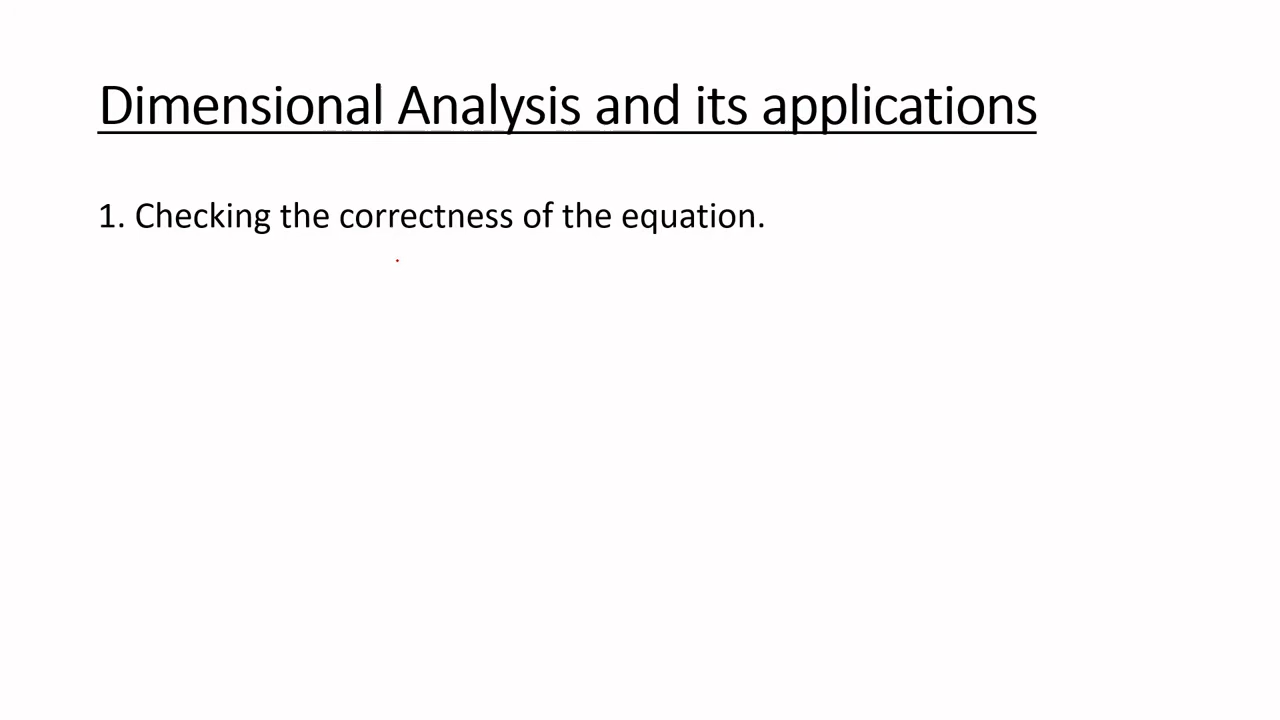 Dimensional Analysis and its applications
1. Checking the correctness of the equation.